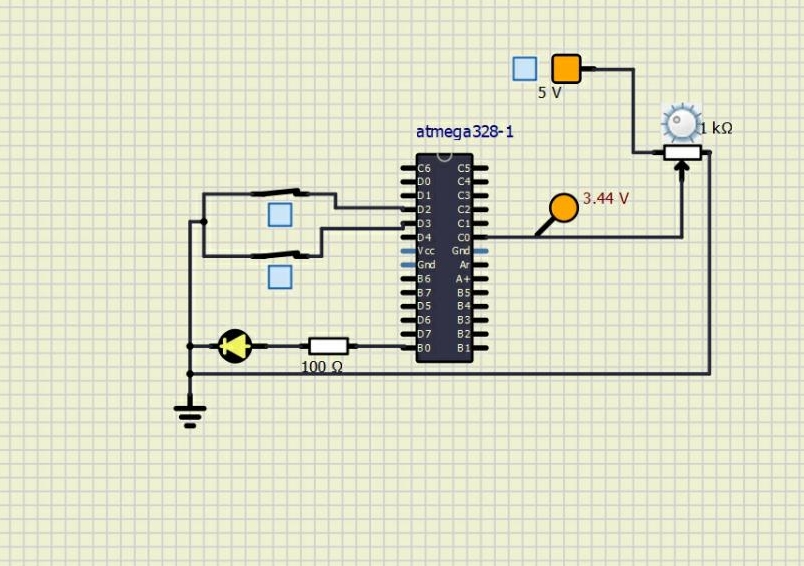 5 V
1 kΩ
atmega328-1
3.44 V
C6 C5
D0 C4
D1 C3
D2 C2
D3 C1
D4 C0
Vcc Gnd
Gnd Ar
B6 A+
B7 B5
D5 B4
D6 B3
D7 B2
B0 B1
100 Ω